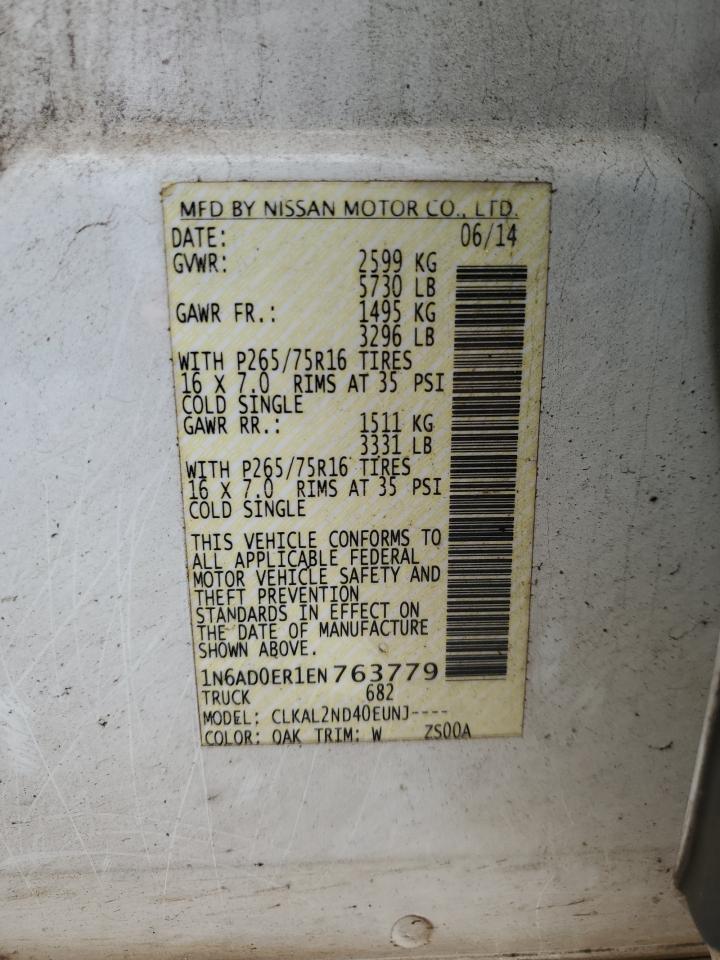 MFD BY NISSAN MOTOR CO., LTD.
DATE: 06/14
GVWR: 2599 KG
5730 LB
GAWR FR.: 1495 KG
3296 LB
WITH P265/75R16 TIRES
16 X 7.0 RIMS AT 35 PSI
COLD SINGLE
GAWR RR.: 1511 KG
3331 LB
WITH P265/75R16 TIRES
16 X 7.0 RIMS AT 35 PSI
COLD SINGLE
THIS VEHICLE CONFORMS TO
ALL APPLICABLE FEDERAL
MOTOR VEHICLE SAFETY AND
THEFT PREVENTION
STANDARDS IN EFFECT ON
THE DATE OF MANUFACTURE
SHOWN ABOVE.
1N6AD0ER1EN763779
TRUCK 682
MODEL: CLKAL2ND40EUNJ----
COLOR: QAK TRIM: W ZS00A